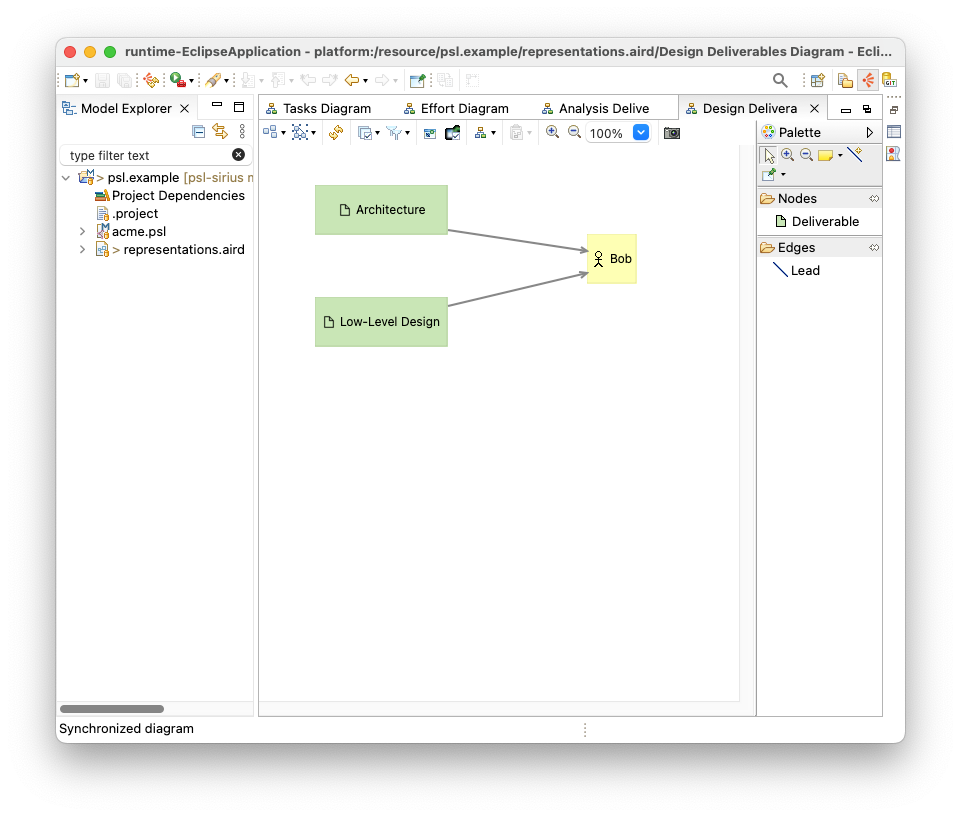 runtime-EclipseApplication - platform:/resource/psl.example/representations.aird/Design Deliverables Diagram - Ecli...
GIT
Model Explorer
Tasks Diagram
Effort Diagram
Analysis Delive
Design Delivera
100%
Palette
type filter text
> psl.example [psl-sirius m
Project Dependencies
.project
acme.psl
> representations.aird
Nodes
Deliverable
Edges
Lead
Architecture
Bob
Low-Level Design
Synchronized diagram